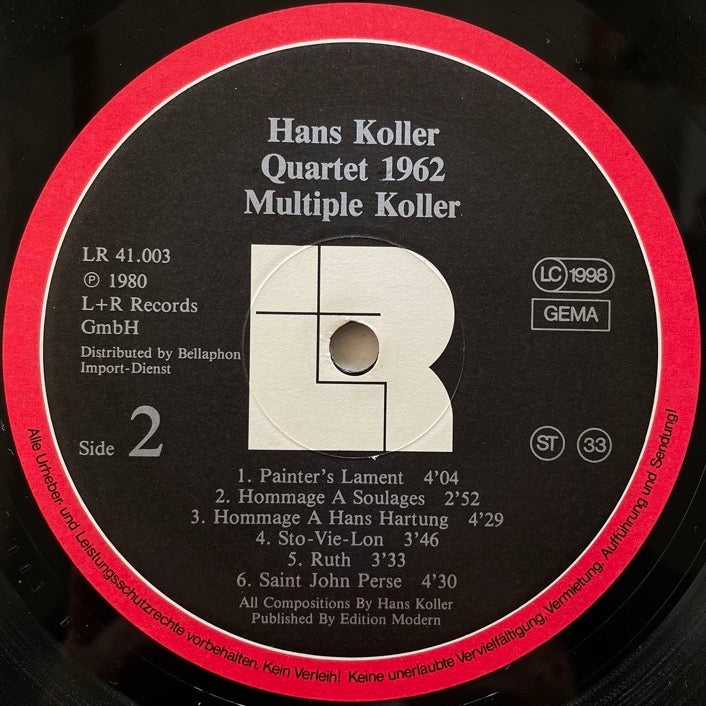 Hans Koller
Quartet 1962
Multiple Koller
LR 41.003
℗ 1980
L+R Records
GmbH
Distributed by Bellaphon
Import-Dienst
LC 1998
GEMA
L+R
Side 2
ST 33
1. Painter's Lament 4'04
2. Hommage A Soulages 2'52
3. Hommage A Hans Hartung 4'29
4. Sto-Vie-Lon 3'46
5. Ruth 3'33
6. Saint John Perse 4'30
All Compositions By Hans Koller
Published By Edition Modern
Alle Urheber- und Leistungsschutzrechte vorbehalten. Kein Verleih! Keine unerlaubte Vervielfältigung, Vermietung, Aufführung und Sendung!